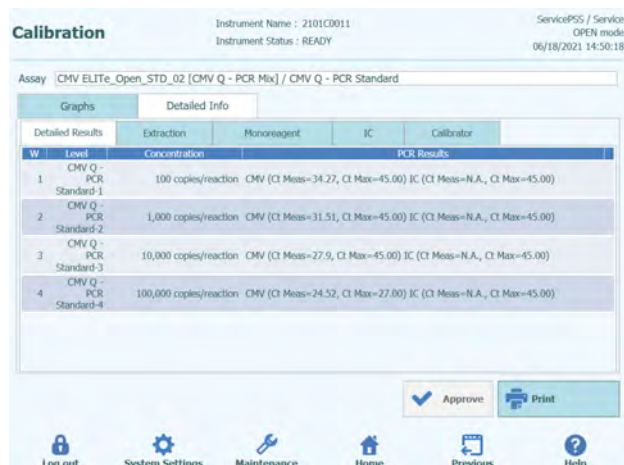 Calibration
Instrument Name : 2101C0011
Instrument Status : READY
ServicePSS / Service
OPEN mode
06/18/2021 14:50:18
Assay CMV ELITe_Open_STD_02 [CMV Q - PCR Mix] / CMV Q - PCR Standard
Graphs Detailed Info
Detailed Results Extraction Monoreagent IC Calibrator
W Level Concentration PCR Results
CMV Q -
1 PCR 100 copies/reaction CMV (Ct Meas=34.27, Ct Max=45.00) IC (Ct Meas=N.A., Ct Max=45.00)
Standard-1
CMV Q -
2 PCR 1,000 copies/reaction CMV (Ct Meas=31.51, Ct Max=45.00) IC (Ct Meas=N.A., Ct Max=45.00)
Standard-2
CMV Q -
3 PCR 10,000 copies/reaction CMV (Ct Meas=27.9, Ct Max=45.00) IC (Ct Meas=N.A., Ct Max=45.00)
Standard-3
CMV Q -
4 PCR 100,000 copies/reaction CMV (Ct Meas=24.52, Ct Max=27.00) IC (Ct Meas=N.A., Ct Max=45.00)
Standard-4
Approve Print
Log out System Settings Maintenance Home Previous Help